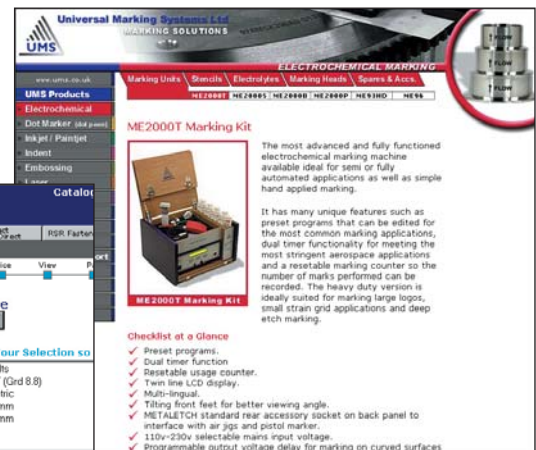 Universal Marking Systems Ltd
MARKING SOLUTIONS
UMS
ELECTROCHEMICAL MARKING
www.ums.co.uk
Marking Units
Stencils
Electrolytes
Marking Heads
Spares & Accs.
ME2000T
ME2000S
ME2000B
ME2000P
ME93HD
ME96
UMS Products
Electrochemical
Dot Marker (dot peen)
Inkjet / Paintjet
Indent
Embossing
Laser
ME2000T Marking Kit
The most advanced and fully functioned
electrochemical marking machine
available ideal for semi or fully
automated applications as well as simple
hand applied marking.
It has many unique features such as
preset programs that can be edited for
the most common marking applications,
dual timer functionality for meeting the
most stringent aerospace applications
and a resetable marking counter so the
number of marks performed can be
recorded. The heavy duty version is
ideally suited for marking large logos,
small strain grid applications and deep
etch marking.
ME2000T Marking Kit
Checklist at a Glance
✓ Preset programs.
✓ Dual timer function
✓ Resetable usage counter.
✓ Twin line LCD display.
✓ Multi-lingual.
✓ Tilting front feet for better viewing angle.
✓ METALETCH standard rear accessory socket on back panel to
interface with air jigs and pistol marker.
✓ 110v-230v selectable mains input voltage.
✓ Programmable output voltage delay for marking on curved surfaces
FLOW
FLOW
FLOW
Catalog
Direct
RSR Fasten
View
our Selection so
(Grd 8.8)